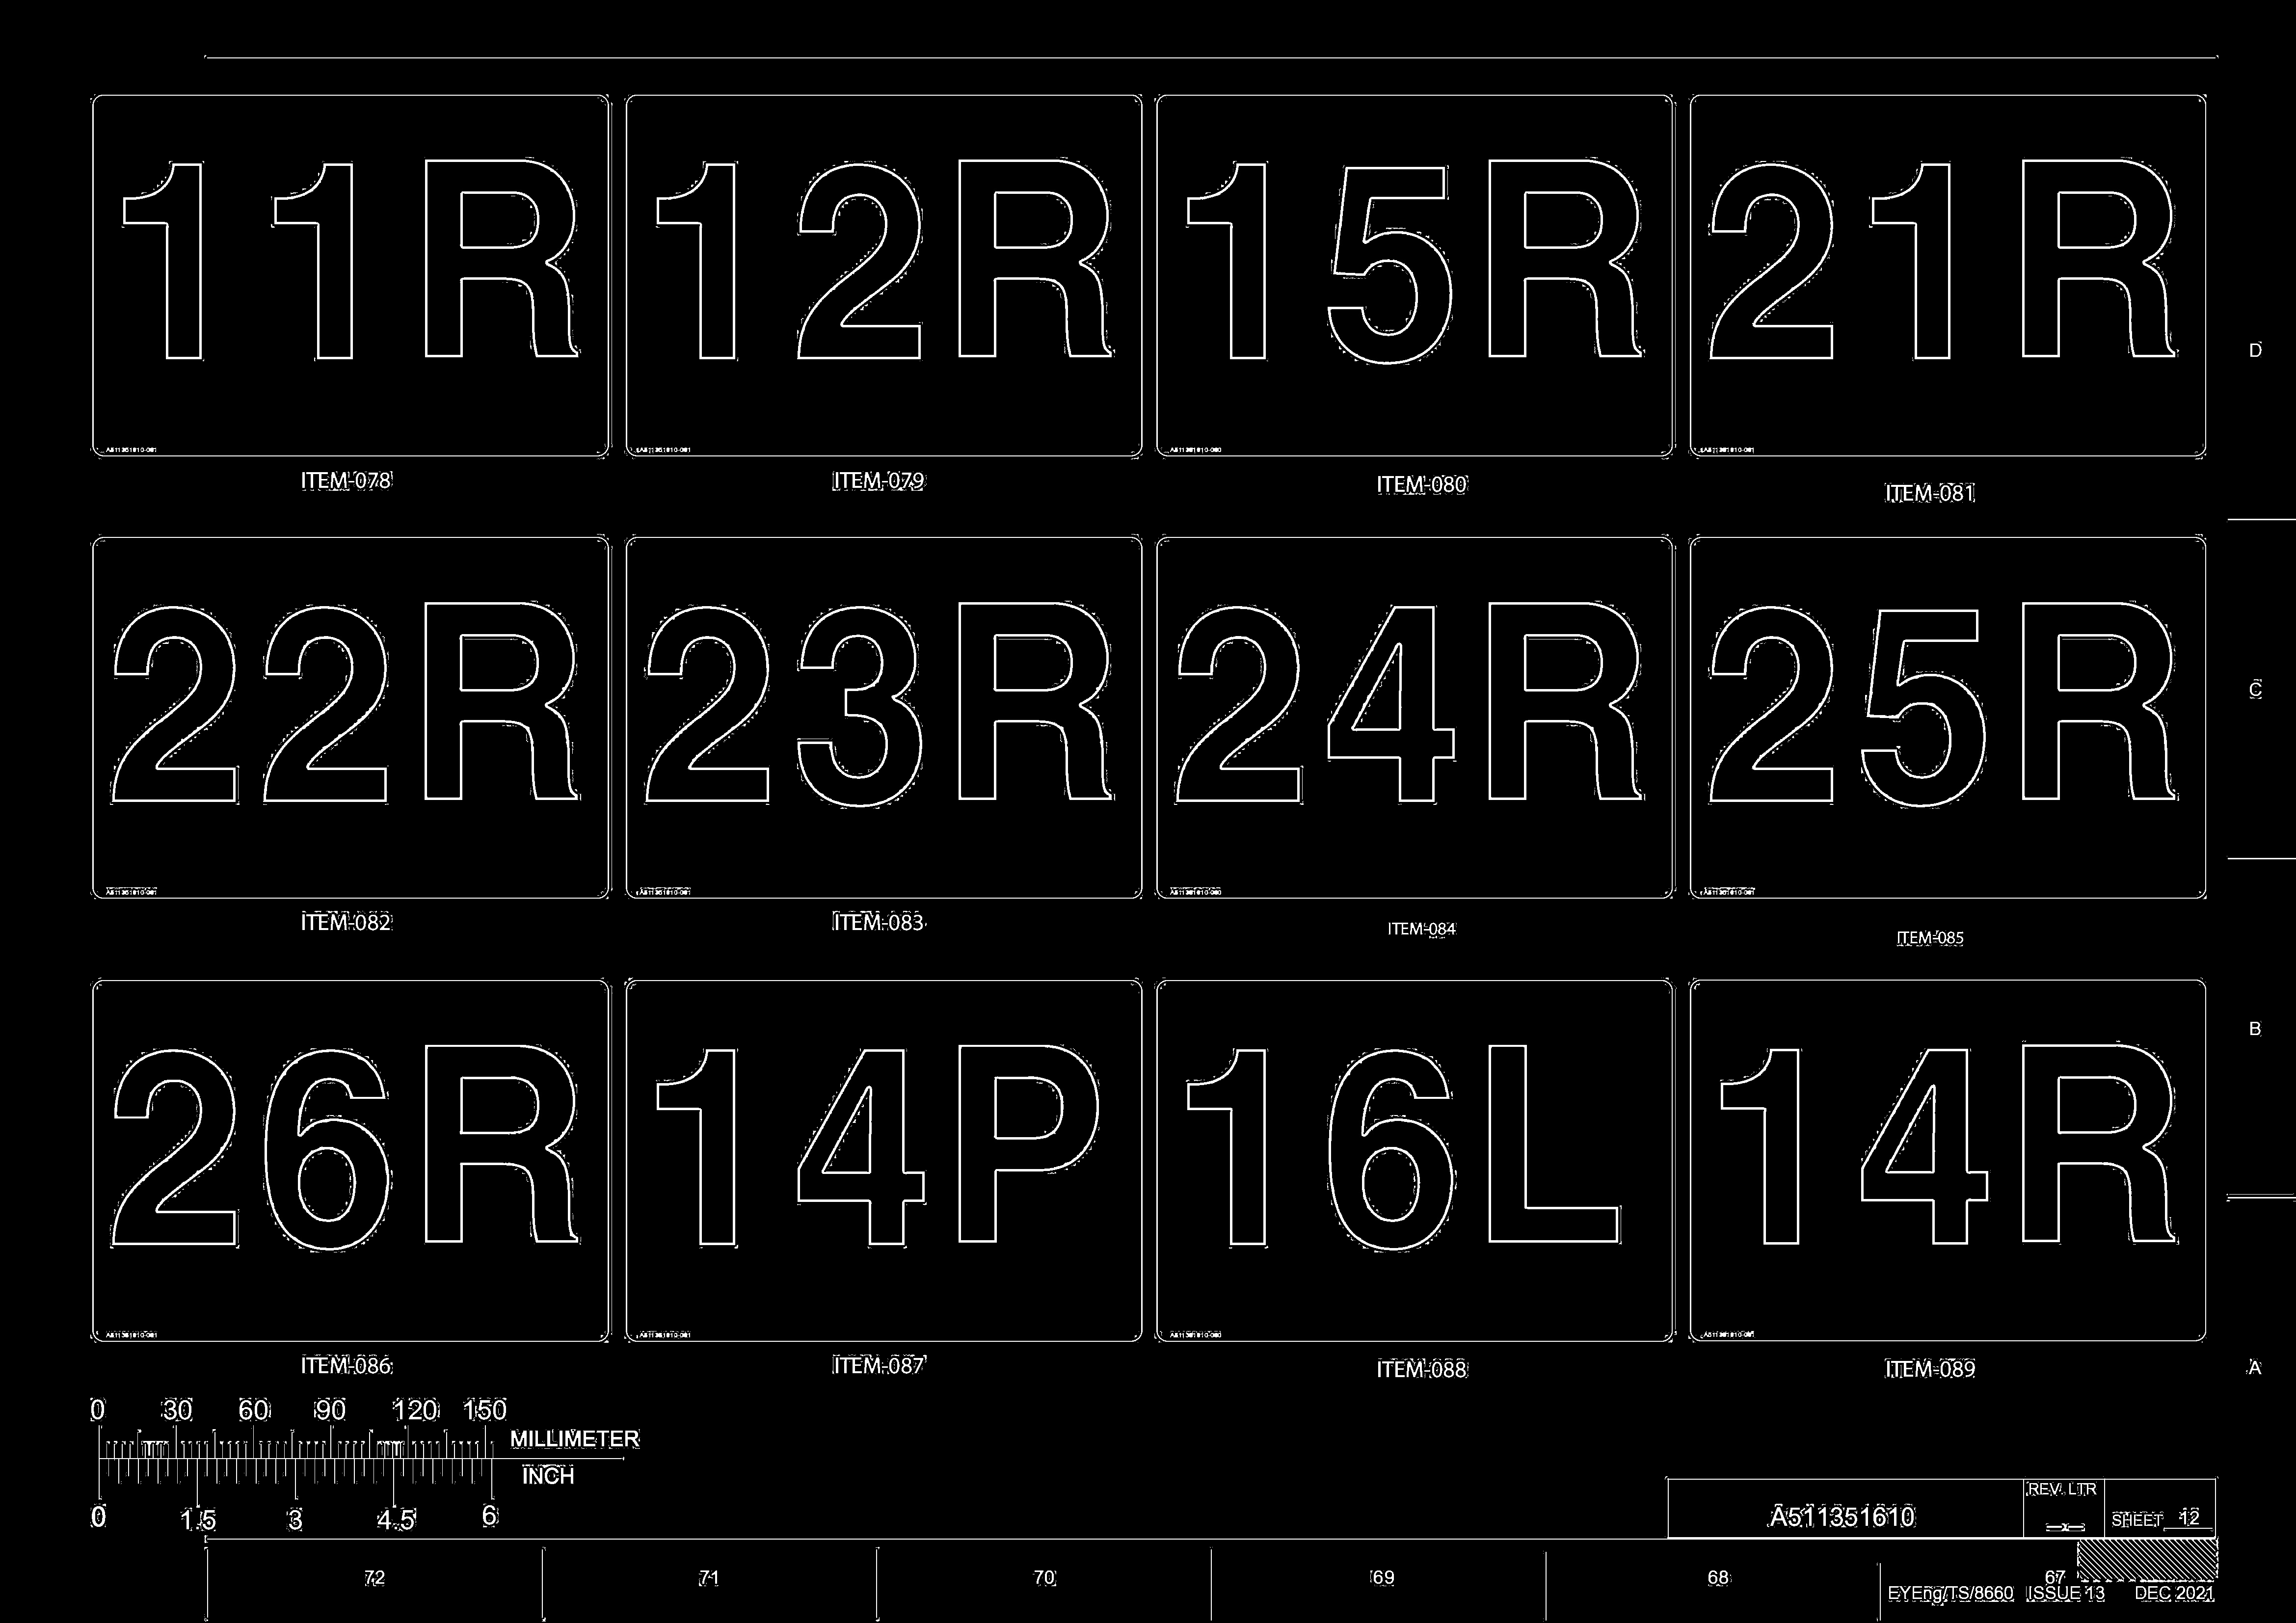 11R
12R
15R
21R
ITEM-078
ITEM-079
ITEM-080
ITEM-081
D
22R
23R
24R
25R
C
ITEM-082
ITEM-083
ITEM-084
ITEM-085
26R
14P
16L
14R
B
ITEM-086
ITEM-087
ITEM-088
ITEM-089
A
0 30 60 90 120 150
MILLIMETER
INCH
0 1.5 3 4.5 6
A511351610
REV. LTR
SHEET 12
72 71 70 69 68 67
EYEng/TS/8660 ISSUE 13 DEC 2021